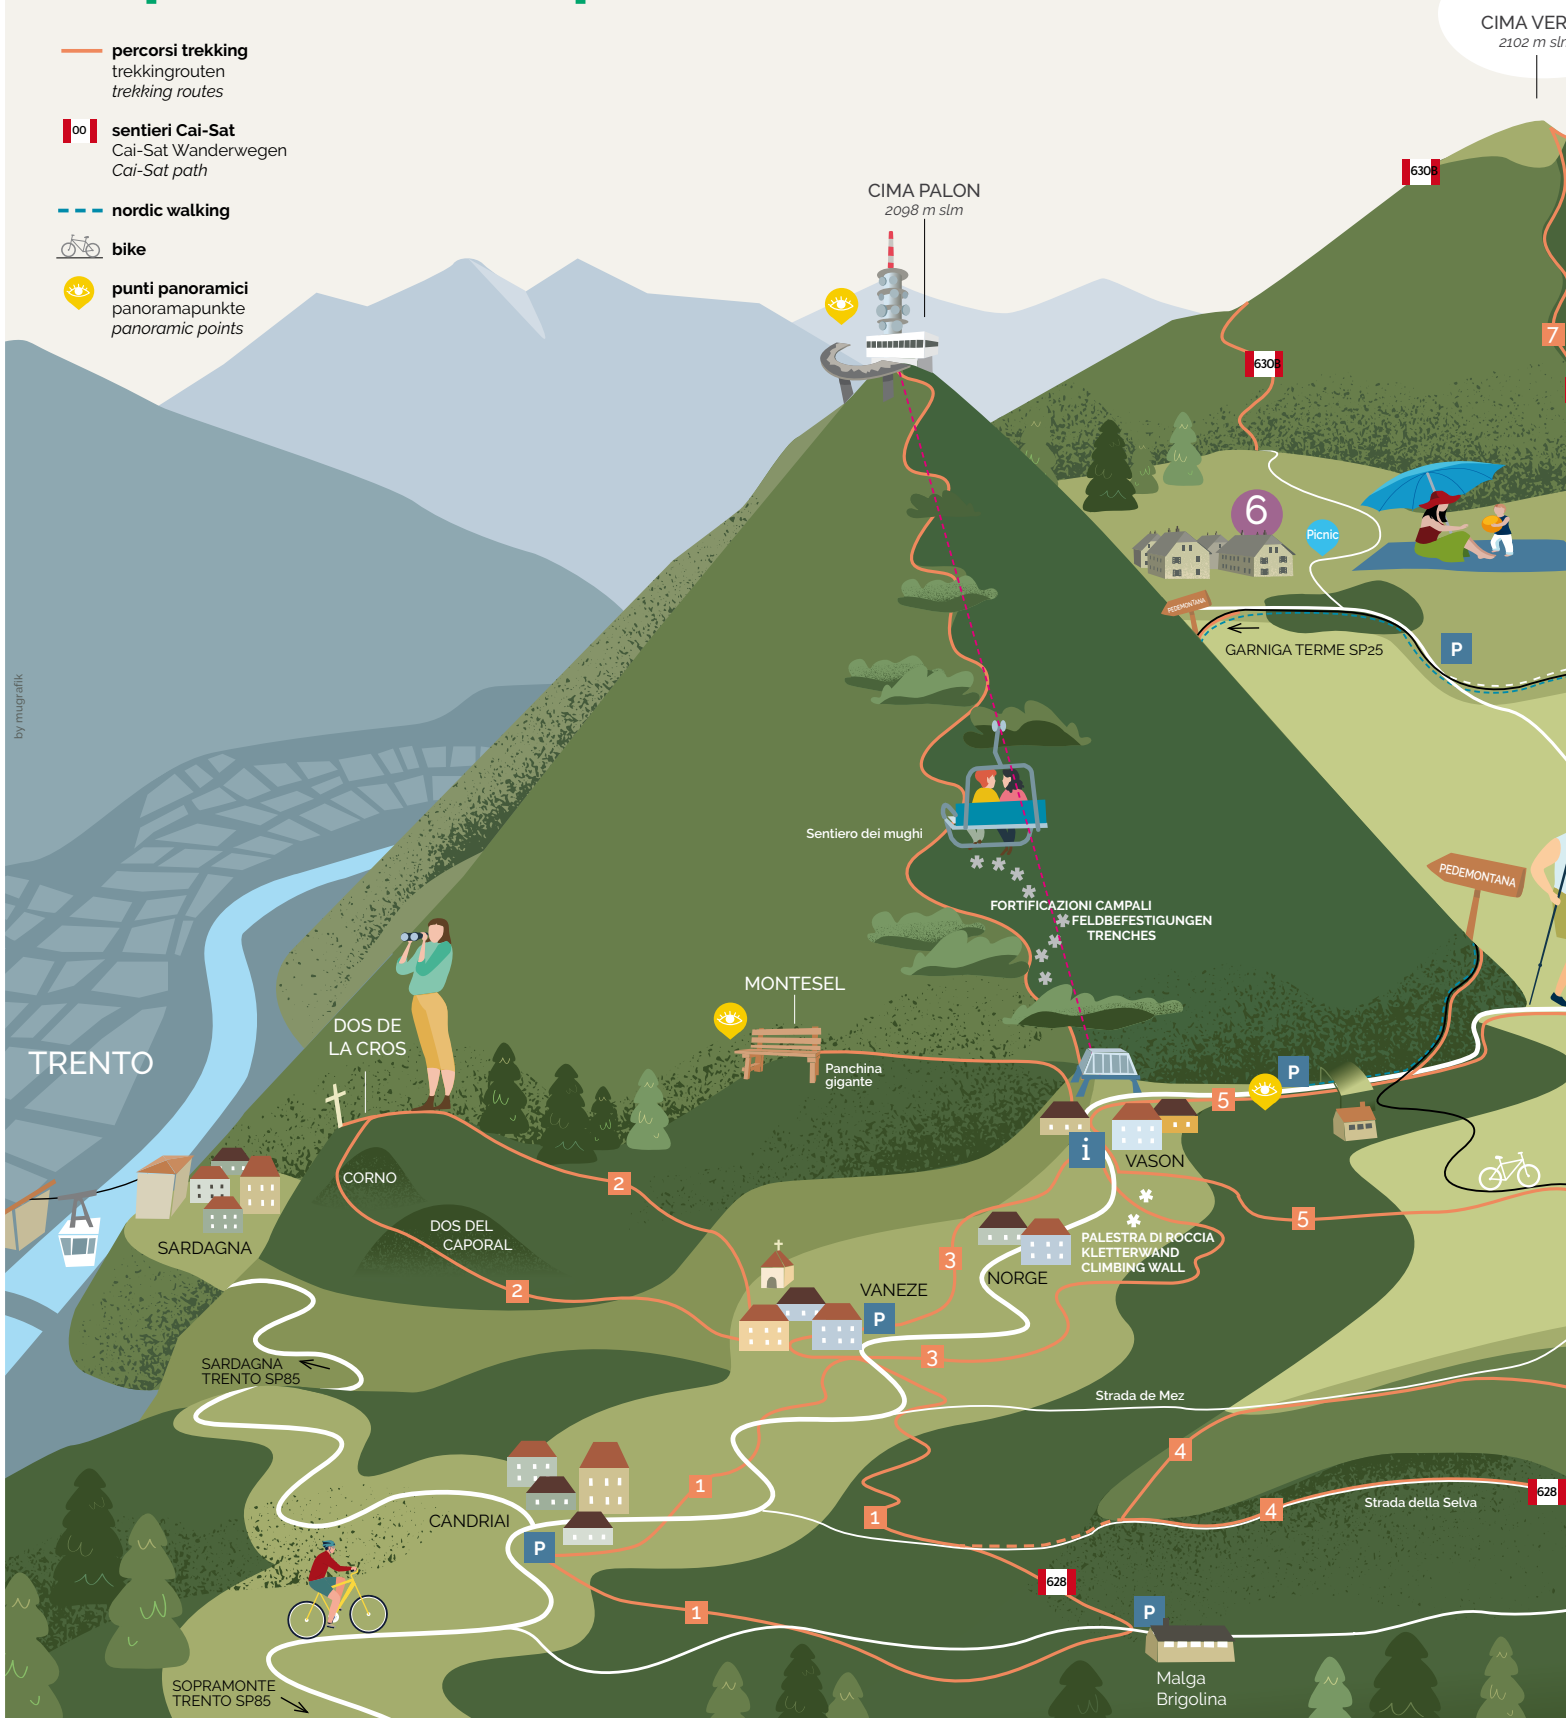 percorsi trekking
trekkingrouten
trekking routes
00
sentieri Cai-Sat
Cai-Sat Wanderwegen
Cai-Sat path
nordic walking
bike
punti panoramici
panoramapunkte
panoramic points
CIMA VER
2102 m slm
630B
CIMA PALON
2098 m slm
7
630B
6
Picnic
PEDEMONTANA
GARNIGA TERME SP25
P
by mugrafik
Sentiero dei mughi
PEDEMONTANA
FORTIFICAZIONI CAMPALI
FELDBEFESTIGUNGEN
TRENCHES
MONTESEL
DOS DE
LA CROS
TRENTO
Panchina
gigante
P
5
i
VASON
CORNO
2
5
DOS DEL
CAPORAL
SARDAGNA
PALESTRA DI ROCCIA
KLETTERWAND
CLIMBING WALL
3
NORGE
2
VANEZE
P
3
SARDAGNA
TRENTO SP85
Strada de Mez
4
1
628
Strada della Selva
4
1
CANDRIAI
P
628
1
P
Malga
Brigolina
SOPRAMONTE
TRENTO SP85